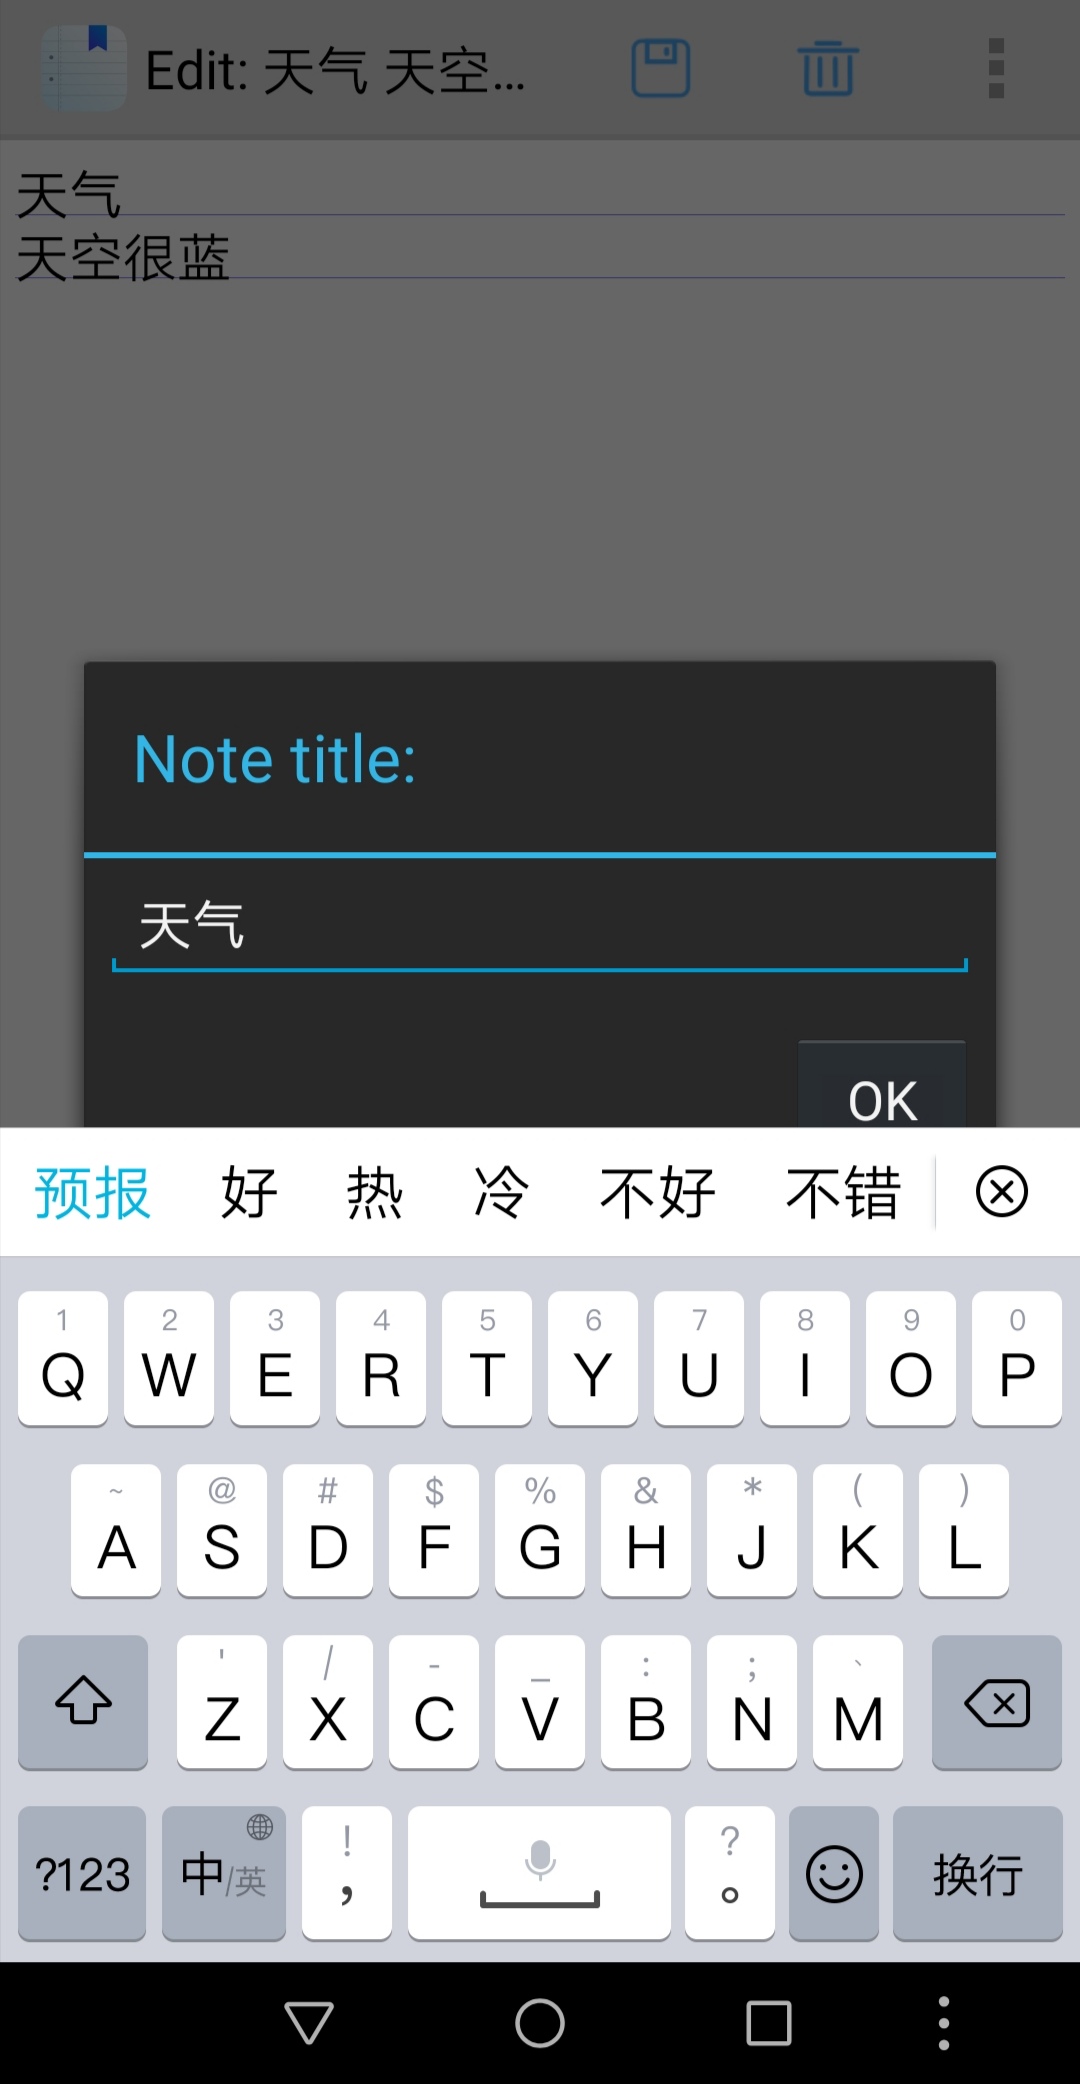 Edit: 天气 天空...
天气
天空很蓝
Note title:
天气
OK
预报 好 热 冷 不好 不错
1 2 3 4 5 6 7 8 9 0
Q W E R T Y U I O P
~ @ # $ % & * ( )
A S D F G H J K L
' / - _ : ; 、
Z X C V B N M
! ?
?123 中/英 , 。 换行